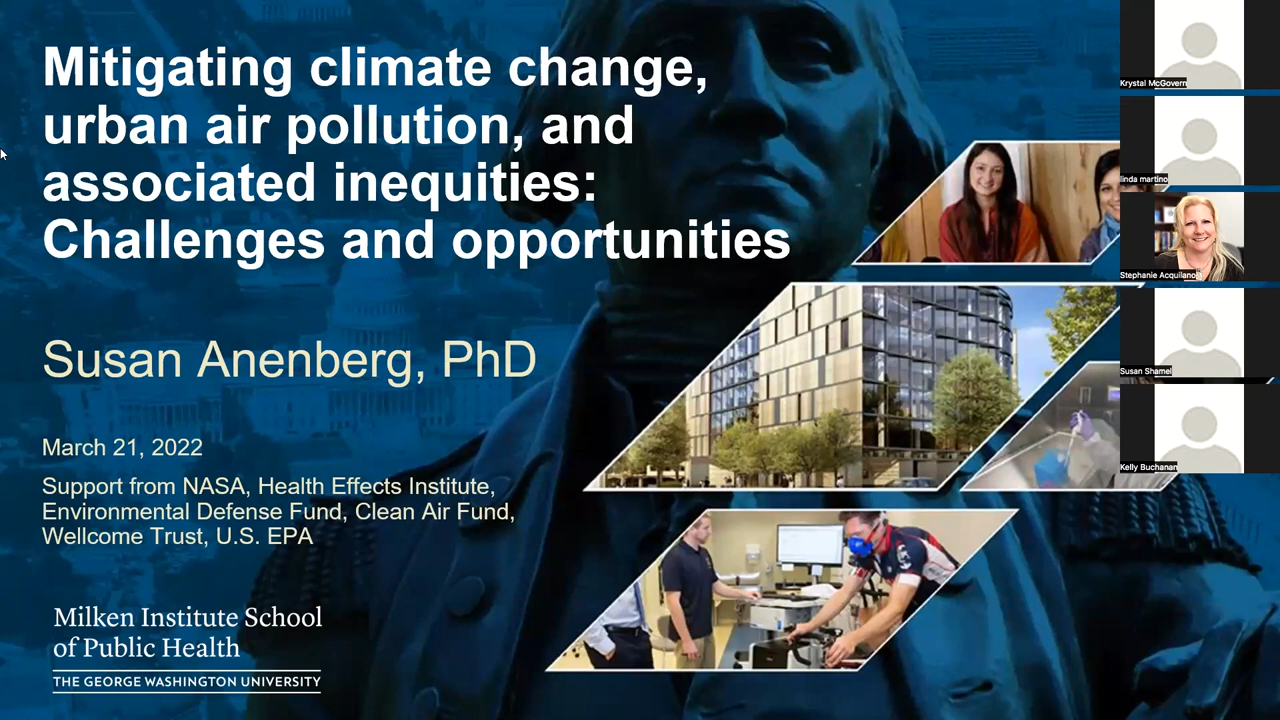 Mitigating climate change,
urban air pollution, and
associated inequities:
Challenges and opportunities
Susan Anenberg, PhD
March 21, 2022
Support from NASA, Health Effects Institute,
Environmental Defense Fund, Clean Air Fund,
Wellcome Trust, U.S. EPA
Milken Institute School
of Public Health
THE GEORGE WASHINGTON UNIVERSITY
Krystal McGovern
linda martino
Stephanie Acquilano
Susan Shamel
Kelly Buchanan